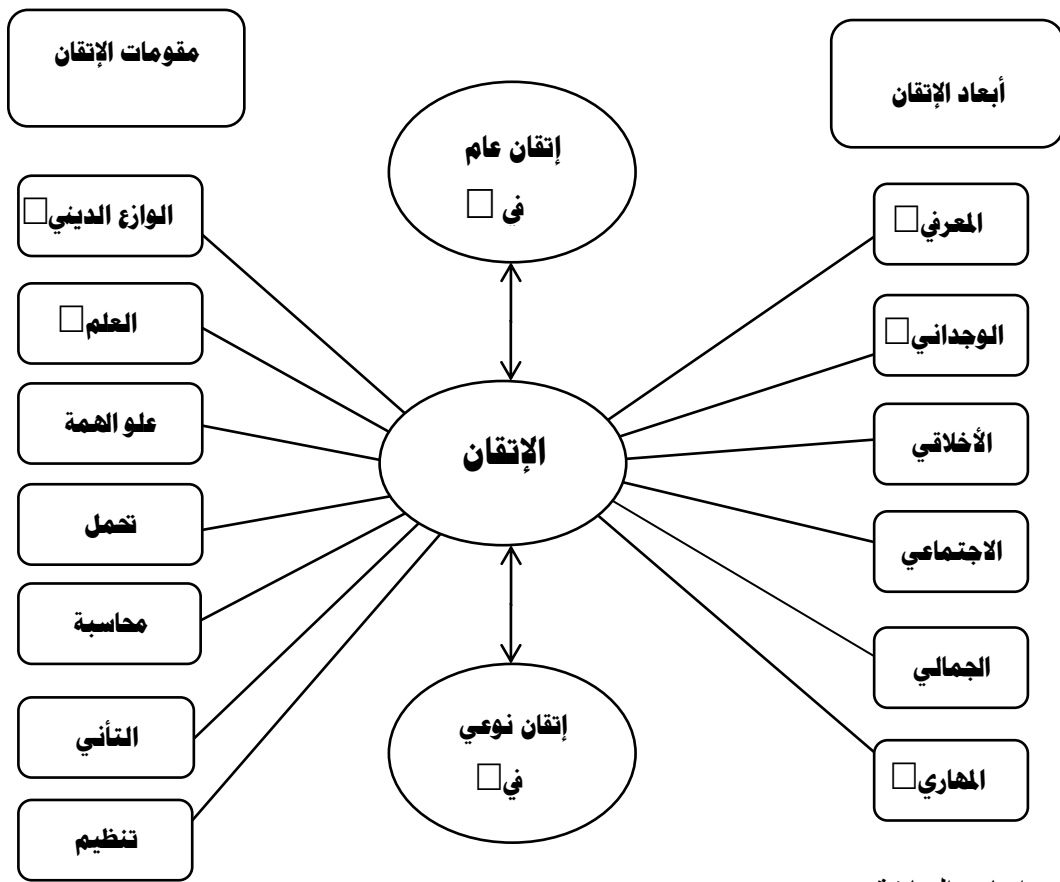 أبعاد الإتقان
المعرفي□
الوجداني□
الأخلاقي
الاجتماعي
الجمالي
المهاري□
إتقان عام
في □
الإتقان
إتقان نوعي
في□
مقومات الإتقان
الوازع الديني□
العلم□
علو الهمة
تحمل
محاسبة
التأني
تنظيم